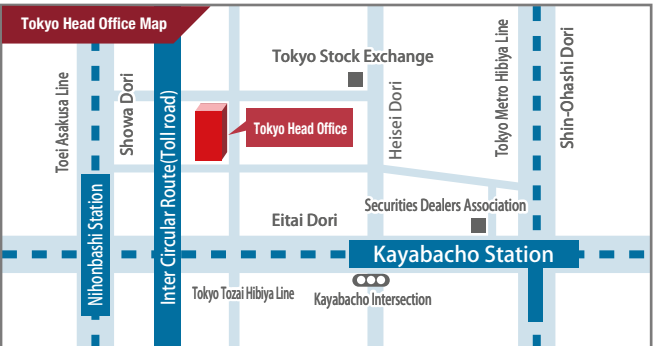 Tokyo Head Office Map
Tokyo Stock Exchange
Toei Asakusa Line
Showa Dori
Inter Circular Route(Toll road)
Tokyo Head Office
Heisei Dori
Tokyo Metro Hibiya Line
Shin-Ohashi Dori
Nihonbashi Station
Eitai Dori
Securities Dealers Association
Kayabacho Station
Tokyo Tozai Hibiya Line
Kayabacho Intersection